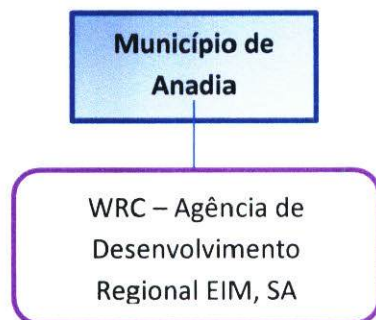 Município de
Anadia
WRC – Agência de
Desenvolvimento
Regional EIM, SA